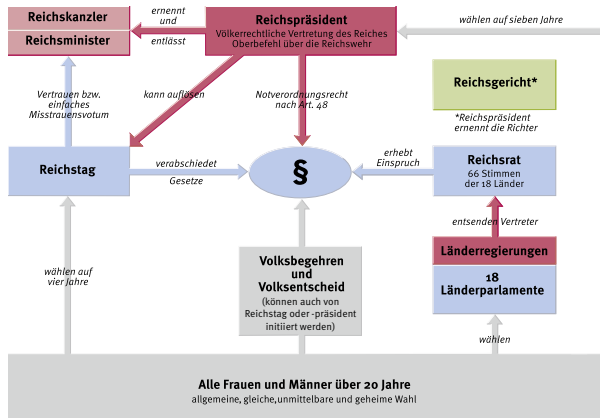 Reichskanzler
Reichsminister
ernennt
und
entlässt
Reichspräsident
Völkerrechtliche Vertretung des Reiches
Oberbefehl über die Reichswehr
wählen auf sieben Jahre
Vertrauen bzw.
einfaches
Misstrauensvotum
kann auflösen
Notverordnungsrecht
nach Art. 48
Reichsgericht*
*Reichspräsident
ernennt die Richter
Reichstag
verabschiedet
Gesetze
§
erhebt
Einspruch
Reichsrat
66 Stimmen
der 18 Länder
entsenden Vertreter
wählen auf
vier Jahre
Volksbegehren
und
Volksentscheid
(können auch von
Reichstag oder -präsident
initiiert werden)
Länderregierungen
18
Länderparlamente
wählen
Alle Frauen und Männer über 20 Jahre
allgemeine, gleiche,unmittelbare und geheime Wahl